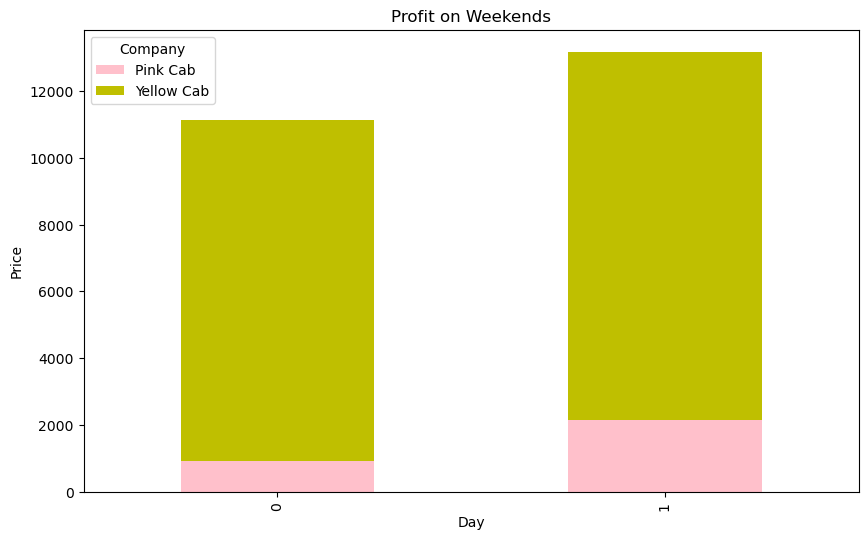 Profit on Weekends
Company
Pink Cab
Yellow Cab
12000
10000
8000
6000
4000
2000
0
Price
0
1
Day